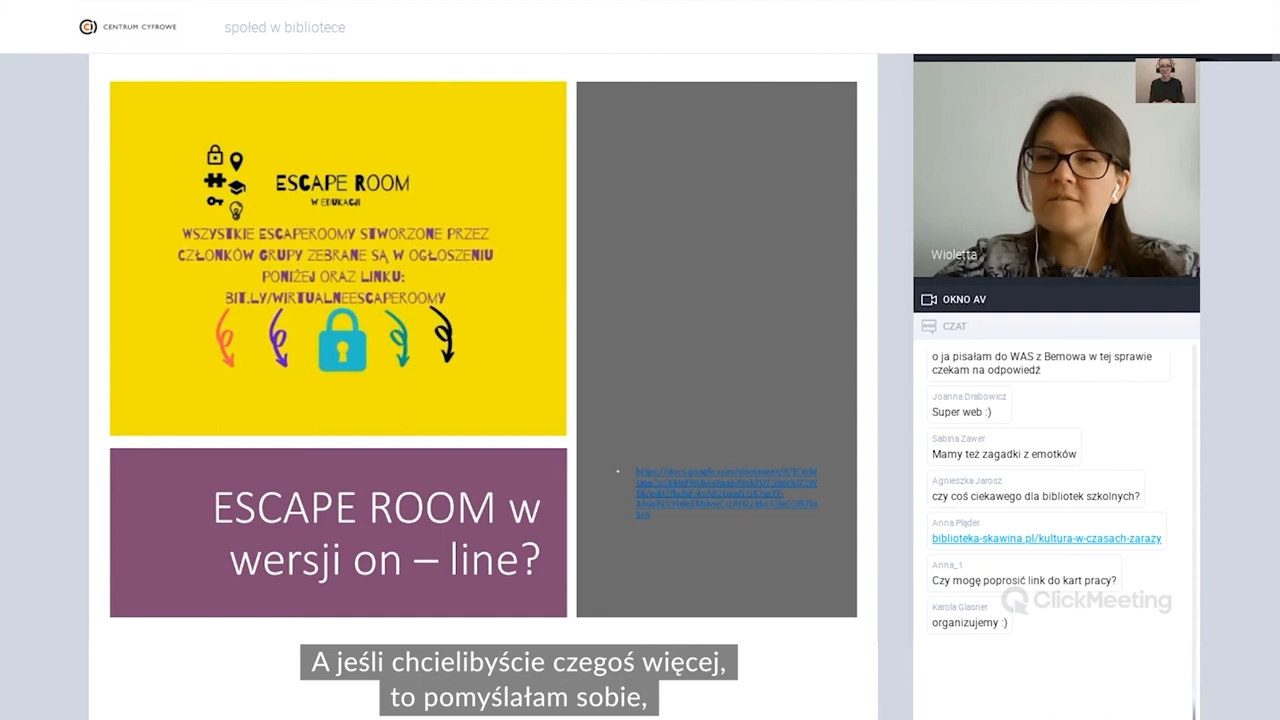 CENTRUM CYFROWE
społed w bibliotece
ESCAPE ROOM
W EDUKACJI
WSZYSTKIE ESCAPEROOMY STWORZONE PRZEZ
CZŁONKÓW GRUPY ZEBRANE SĄ W OGŁOSZENIU
PONIŻEJ ORAZ LINKU:
BIT.LY/WIRTUALNEESCAPEROOMY
ESCAPE ROOM w
wersji on – line?
Wioletta
OKNO AV
CZAT
o ja pisałam do WAS z Bemowa w tej sprawie
czekam na odpowiedź
Joanna Drabowicz
Super web :)
Sabina Zawer
Mamy też zagadki z emotków
Agnieszka Jarosz
czy coś ciekawego dla bibliotek szkolnych?
Anna Pląder
biblioteka-skawina.pl/kultura-w-czasach-zarazy
Anna_1
Czy mogę poprosić link do kart pracy?
ClickMeeting
Karola Glasner
organizujemy :)
A jeśli chcielibyście czegoś więcej,
to pomyślałam sobie,